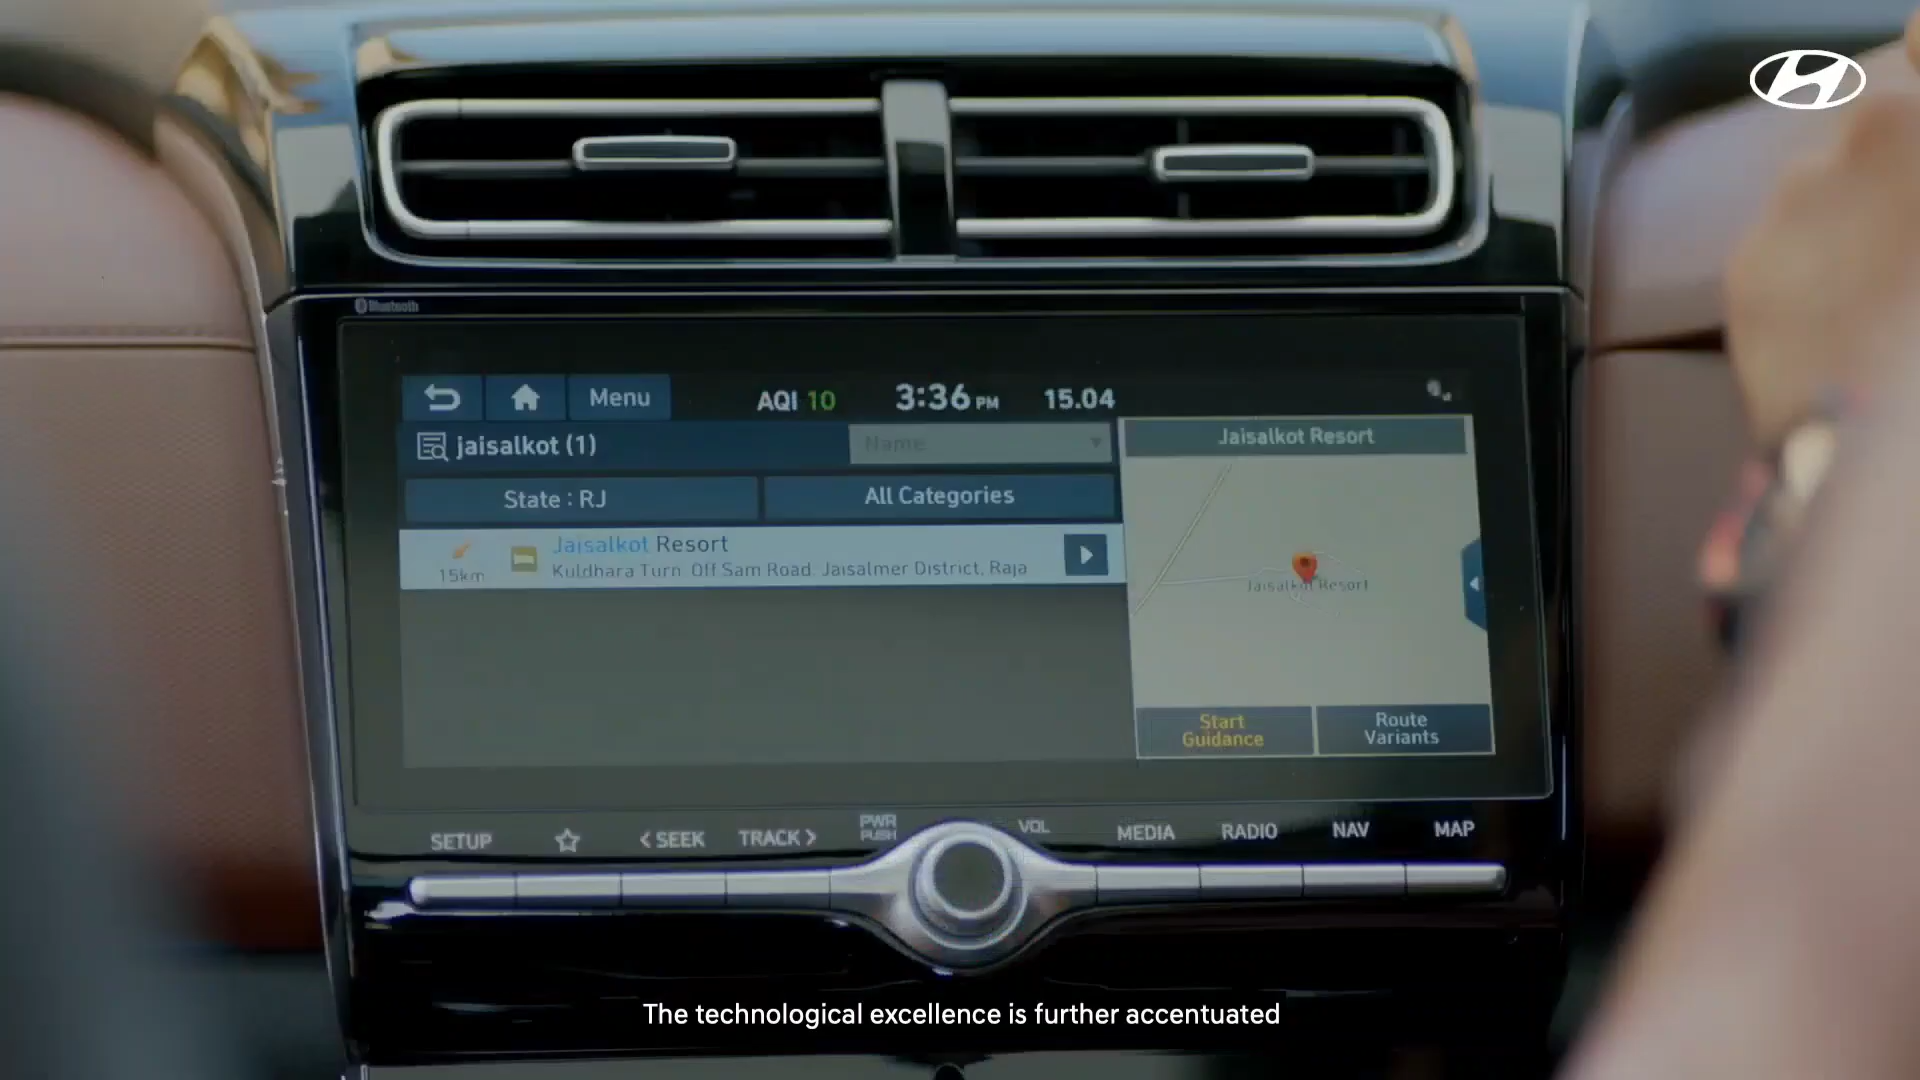 Bluetooth
Menu
AQI 10
3:36 PM
15.04
jaisalkot (1)
Name
Jaisalkot Resort
State : RJ
All Categories
Jaisalkot Resort
15km
Kuldhara Turn, Off Sam Road, Jaisalmer District, Raja
Jaisalkot Resort
Start
Guidance
Route
Variants
SETUP
< SEEK
TRACK >
PWR
PUSH
VOL
MEDIA
RADIO
NAV
MAP
The technological excellence is further accentuated